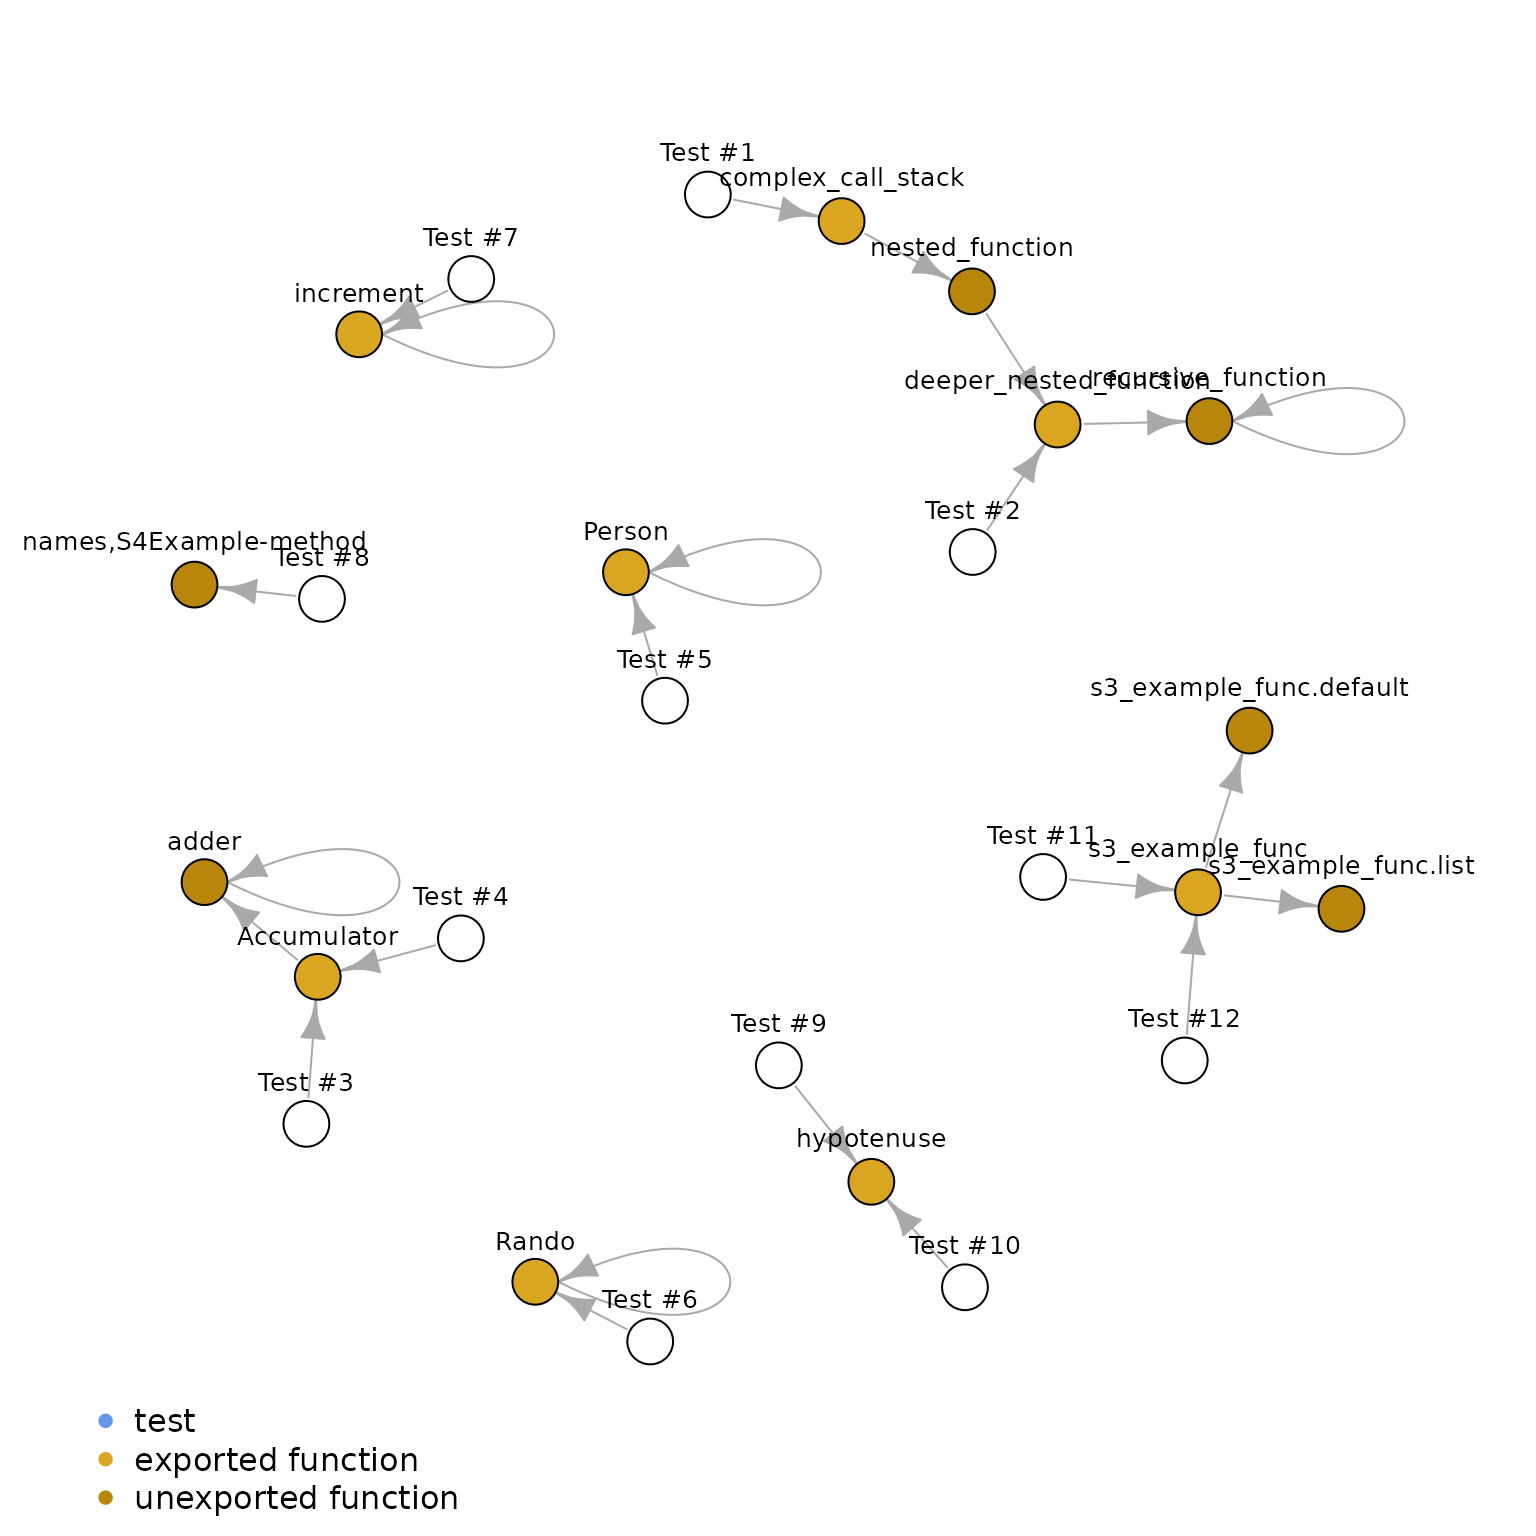 Test #1
complex_call_stack
Test #7
nested_function
increment
deeper_nested_function
recursive_function
Test #2
Person
names,S4Example-method
Test #8
Test #5
s3_example_func.default
Test #11
adder
s3_example_func
s3_example_func.list
Test #4
Accumulator
Test #12
Test #9
Test #3
hypotenuse
Rando
Test #10
Test #6
test
exported function
unexported function